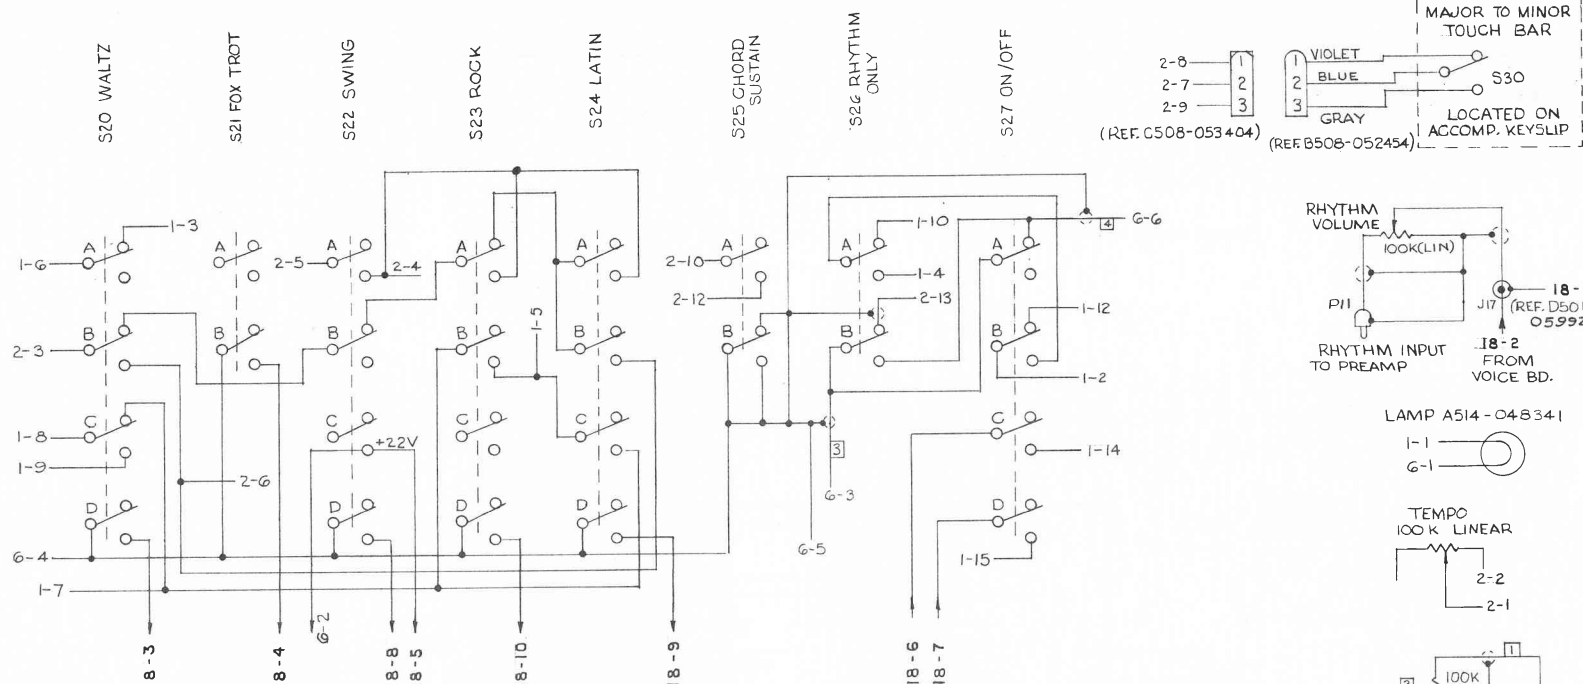 S20 WALTZ
S21 FOX TROT
S22 SWING
S23 ROCK
S24 LATIN
S25 CHORD
SUSTAIN
S26 RHYTHM
ONLY
S27 ON/OFF
MAJOR TO MINOR
TOUCH BAR
2-8
2-7
2-9
1
2
3
(REF. C508-053404)
1
2
3
VIOLET
BLUE
GRAY
(REF. B508-052454)
S30
LOCATED ON
ACCOMP. KEYSLIP
A
1-3
1-6
A
A
2-5
2-4
A
A
A
2-10
2-12
A
1-10
1-4
2-13
A
4
6-6
B
2-3
B
B
B
1-5
B
B
B
B
1-12
1-2
C
1-8
1-9
2-6
C
+22V
C
C
3
6-3
6-5
C
1-14
D
D
D
D
D
1-15
6-4
1-7
8-3
8-4
6-2
8-8
8-5
8-10
18-9
18-6
18-7
RHYTHM
VOLUME
100K(LIN)
P11
J17
18-
(REF. D50
0599
RHYTHM INPUT
TO PREAMP
18-2
FROM
VOICE BD.
LAMP A514-048341
1-1
6-1
TEMPO
100K LINEAR
2-2
2-1
1
100K